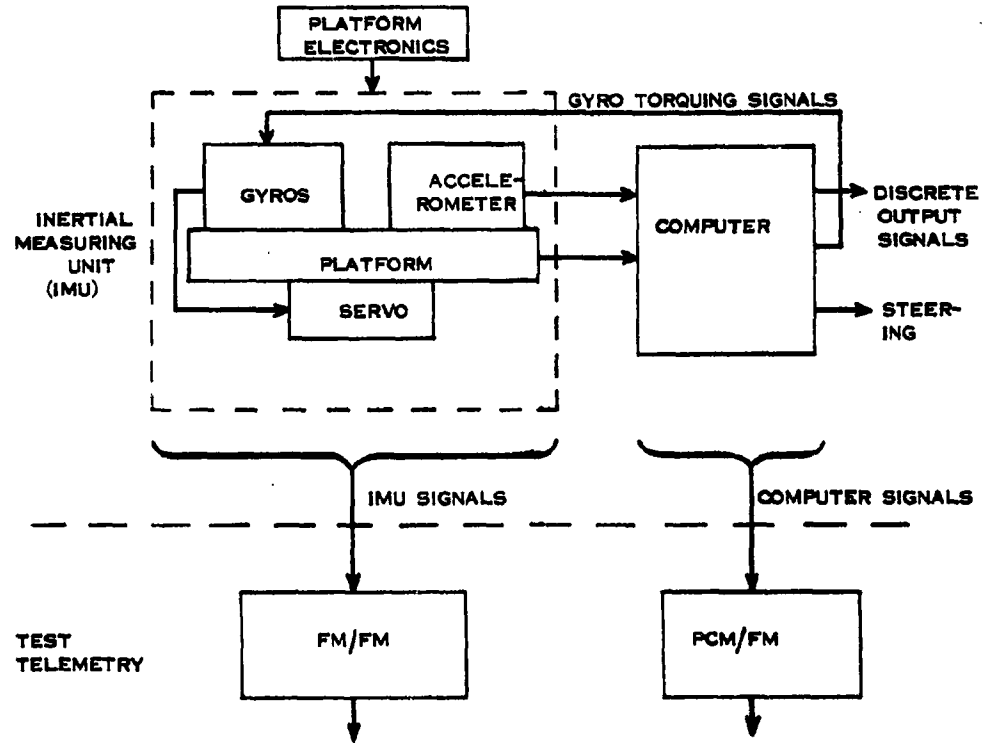 PLATFORM
ELECTRONICS
GYRO TORQUING SIGNALS
INERTIAL
MEASURING
UNIT
(IMU)
GYROS
ACCELE-
ROMETER
PLATFORM
SERVO
COMPUTER
DISCRETE
OUTPUT
SIGNALS
STEER-
ING
IMU SIGNALS
COMPUTER SIGNALS
TEST
TELEMETRY
FM/FM
PCM/FM